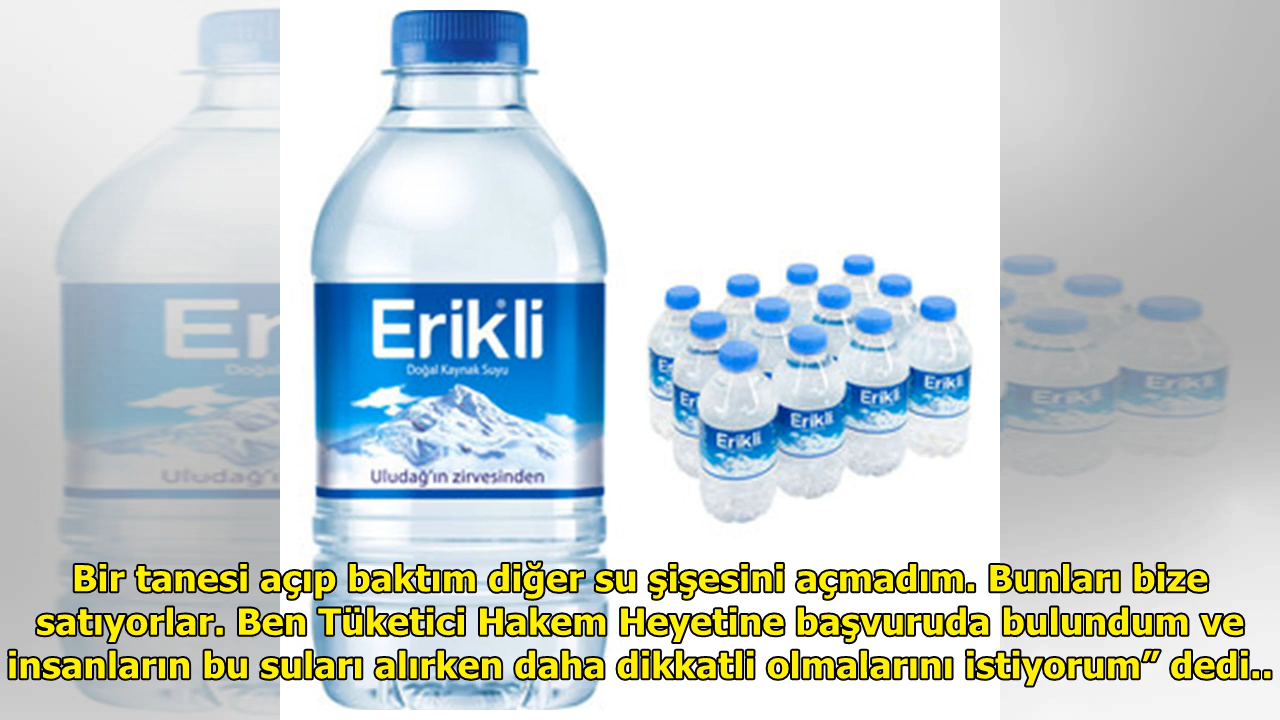 Erikli
Doğal Kaynak Suyu
Uludağ'ın zirvesinden
Erikli
Erikli
Erikli
Erikli
Bir tanesi açıp baktım diğer su şişesini açmadım. Bunları bize
satıyorlar. Ben Tüketici Hakem Heyetine başvuruda bulundum ve
insanların bu suları alırken daha dikkatli olmalarını istiyorum” dedi..